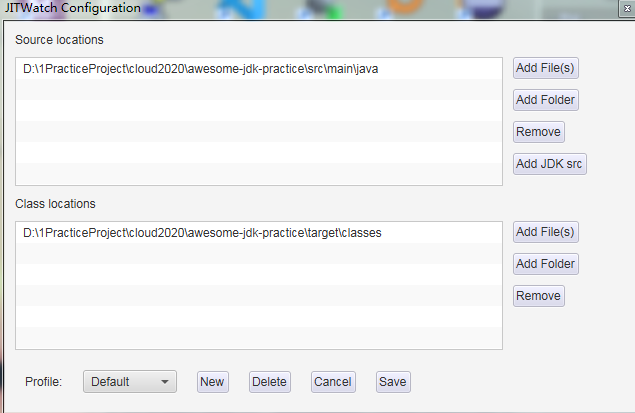 JITWatch Configuration
Source locations
D:\1PracticeProject\cloud2020\awesome-jdk-practice\src\main\java
Add File(s)
Add Folder
Remove
Add JDK src
Class locations
D:\1PracticeProject\cloud2020\awesome-jdk-practice\target\classes
Add File(s)
Add Folder
Remove
Profile: Default New Delete Cancel Save